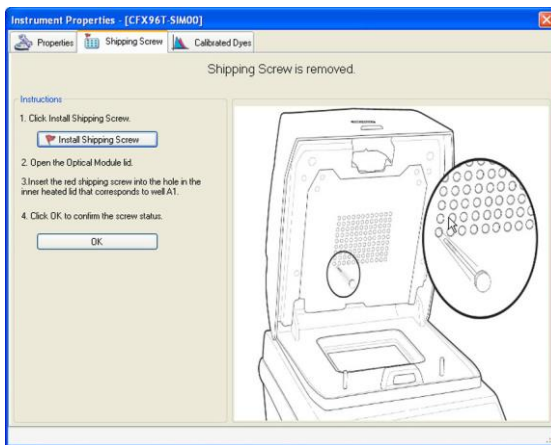 Instrument Properties - [CFX96T-SIM00]
Properties
Shipping Screw
Calibrated Dyes
Shipping Screw is removed.
Instructions
1. Click Install Shipping Screw.
Install Shipping Screw
2. Open the Optical Module lid.
3.Insert the red shipping screw into the hole in the
inner heated lid that corresponds to well A1.
4. Click OK to confirm the screw status.
OK